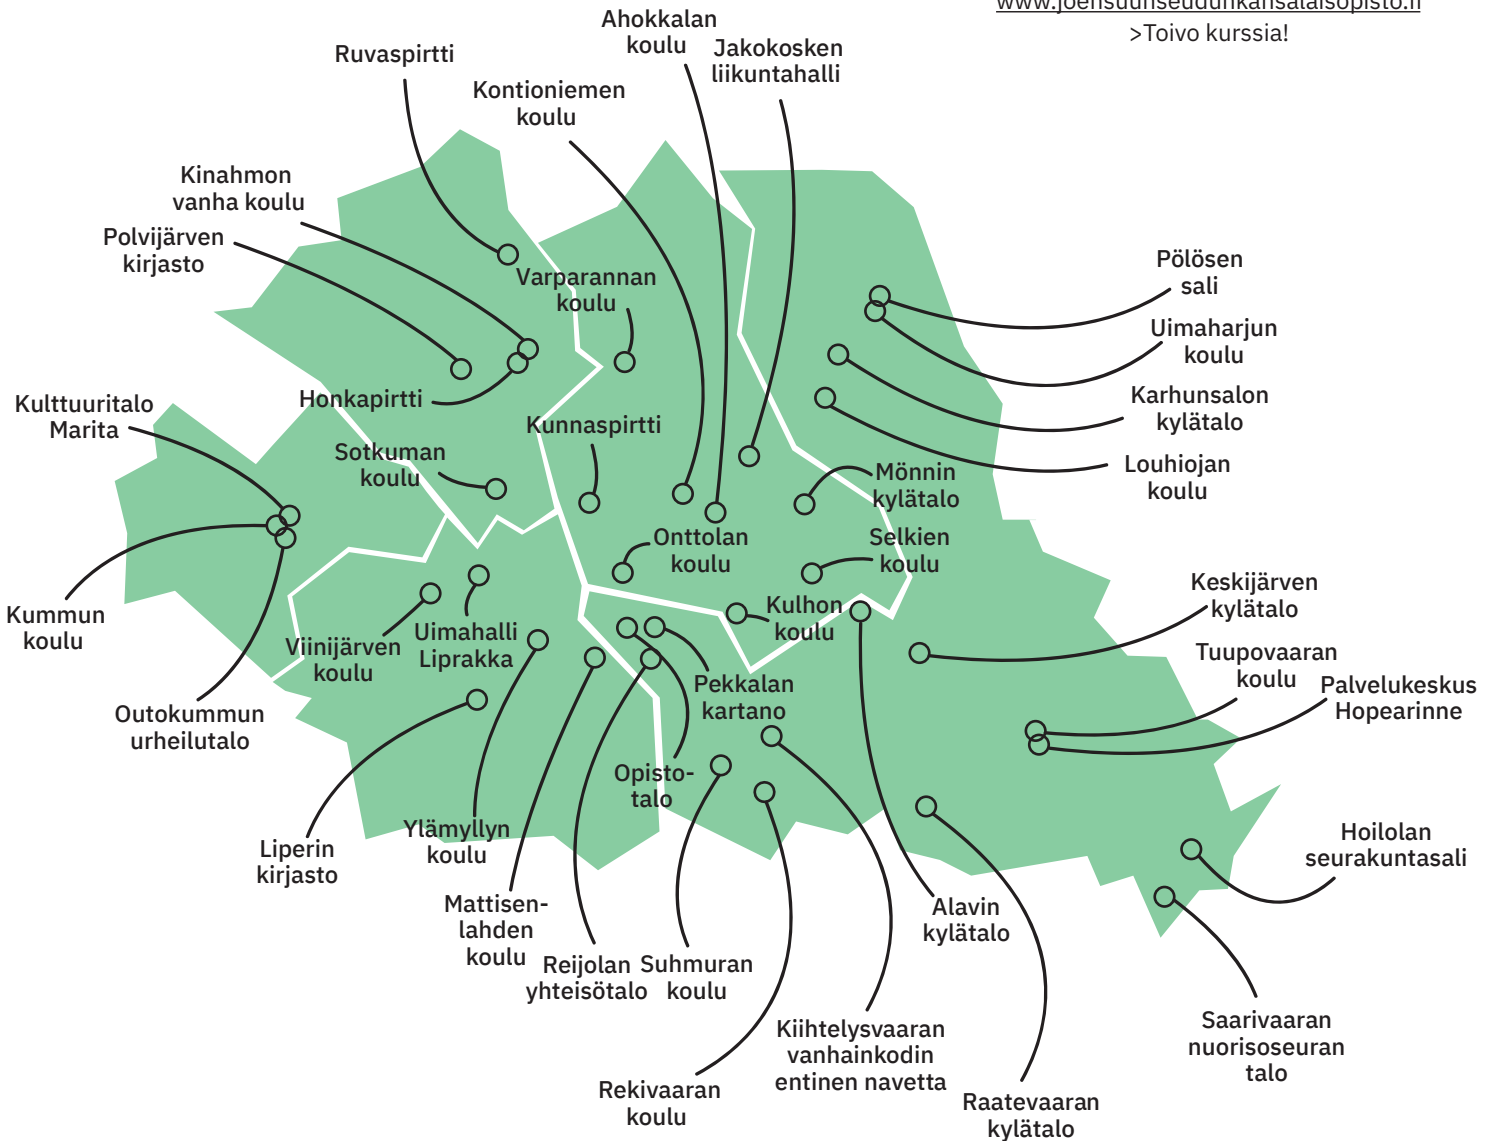 www.joensuunseudunkansalaisopisto.fi
>Toivo kurssia!
Ahokkalan
koulu
Jakokosken
liikuntahalli
Ruvaspirtti
Kontioniemen
koulu
Kinahmon
vanha koulu
Polvijärven
kirjasto
Varparannan
koulu
Pölösen
sali
Uimaharjun
koulu
Karhunsalon
kylätalo
Louhiojan
koulu
Honkapirtti
Kulttuuritalo
Marita
Kunnaspirtti
Sotkuman
koulu
Mönnin
kylätalo
Onttolan
koulu
Selkien
koulu
Keskijärven
kylätalo
Kummun
koulu
Viinijärven
koulu
Uimahalli
Liprakka
Kulhon
koulu
Tuupovaaran
koulu
Palvelukeskus
Hopearinne
Outokummun
urheilutalo
Pekkalan
kartano
Opisto-
talo
Liperin
kirjasto
Ylämyllyn
koulu
Hoilolan
seurakuntasali
Mattisen-
lahden
koulu
Reijolan
yhteisötalo
Suhmuran
koulu
Alavin
kylätalo
Kiihtelysvaaran
vanhainkodin
entinen navetta
Saarivaaran
nuorisoseuran
talo
Rekivaaran
koulu
Raatevaaran
kylätalo